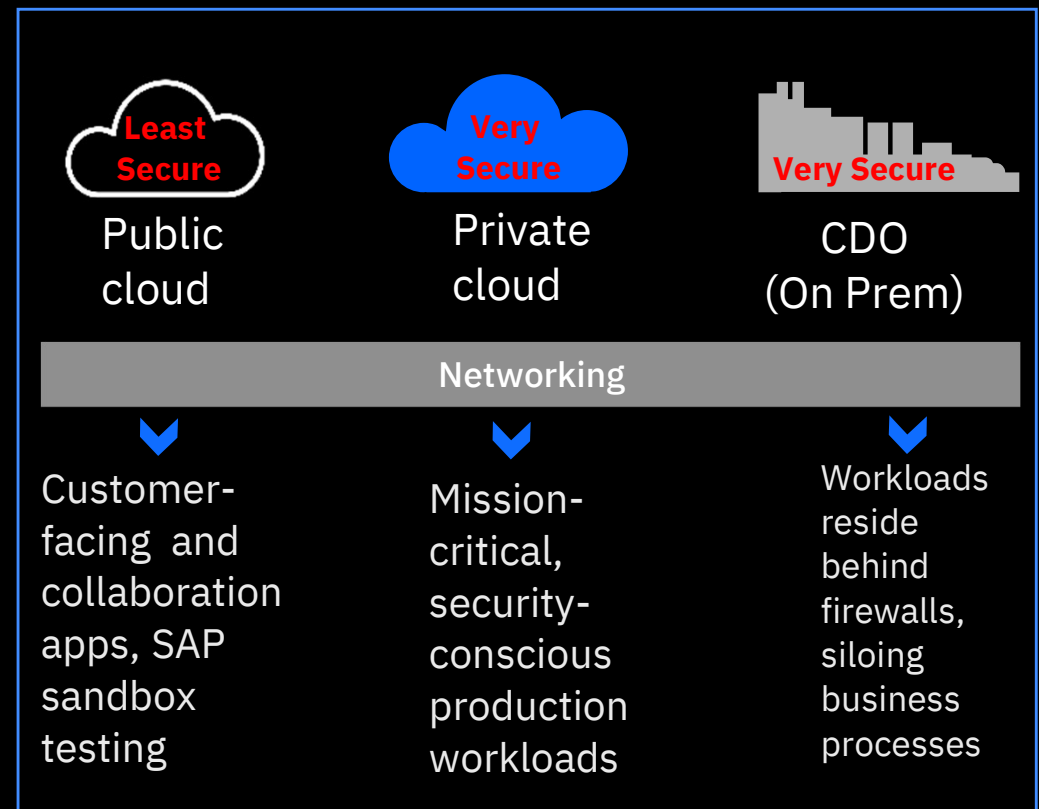 Least
Secure
Public
cloud
Very
Secure
Private
cloud
Very Secure
CDO
(On Prem)
Networking
Customer-
facing and
collaboration
apps, SAP
sandbox
testing
Mission-
critical,
security-
conscious
production
workloads
Workloads
reside
behind
firewalls,
siloing
business
processes